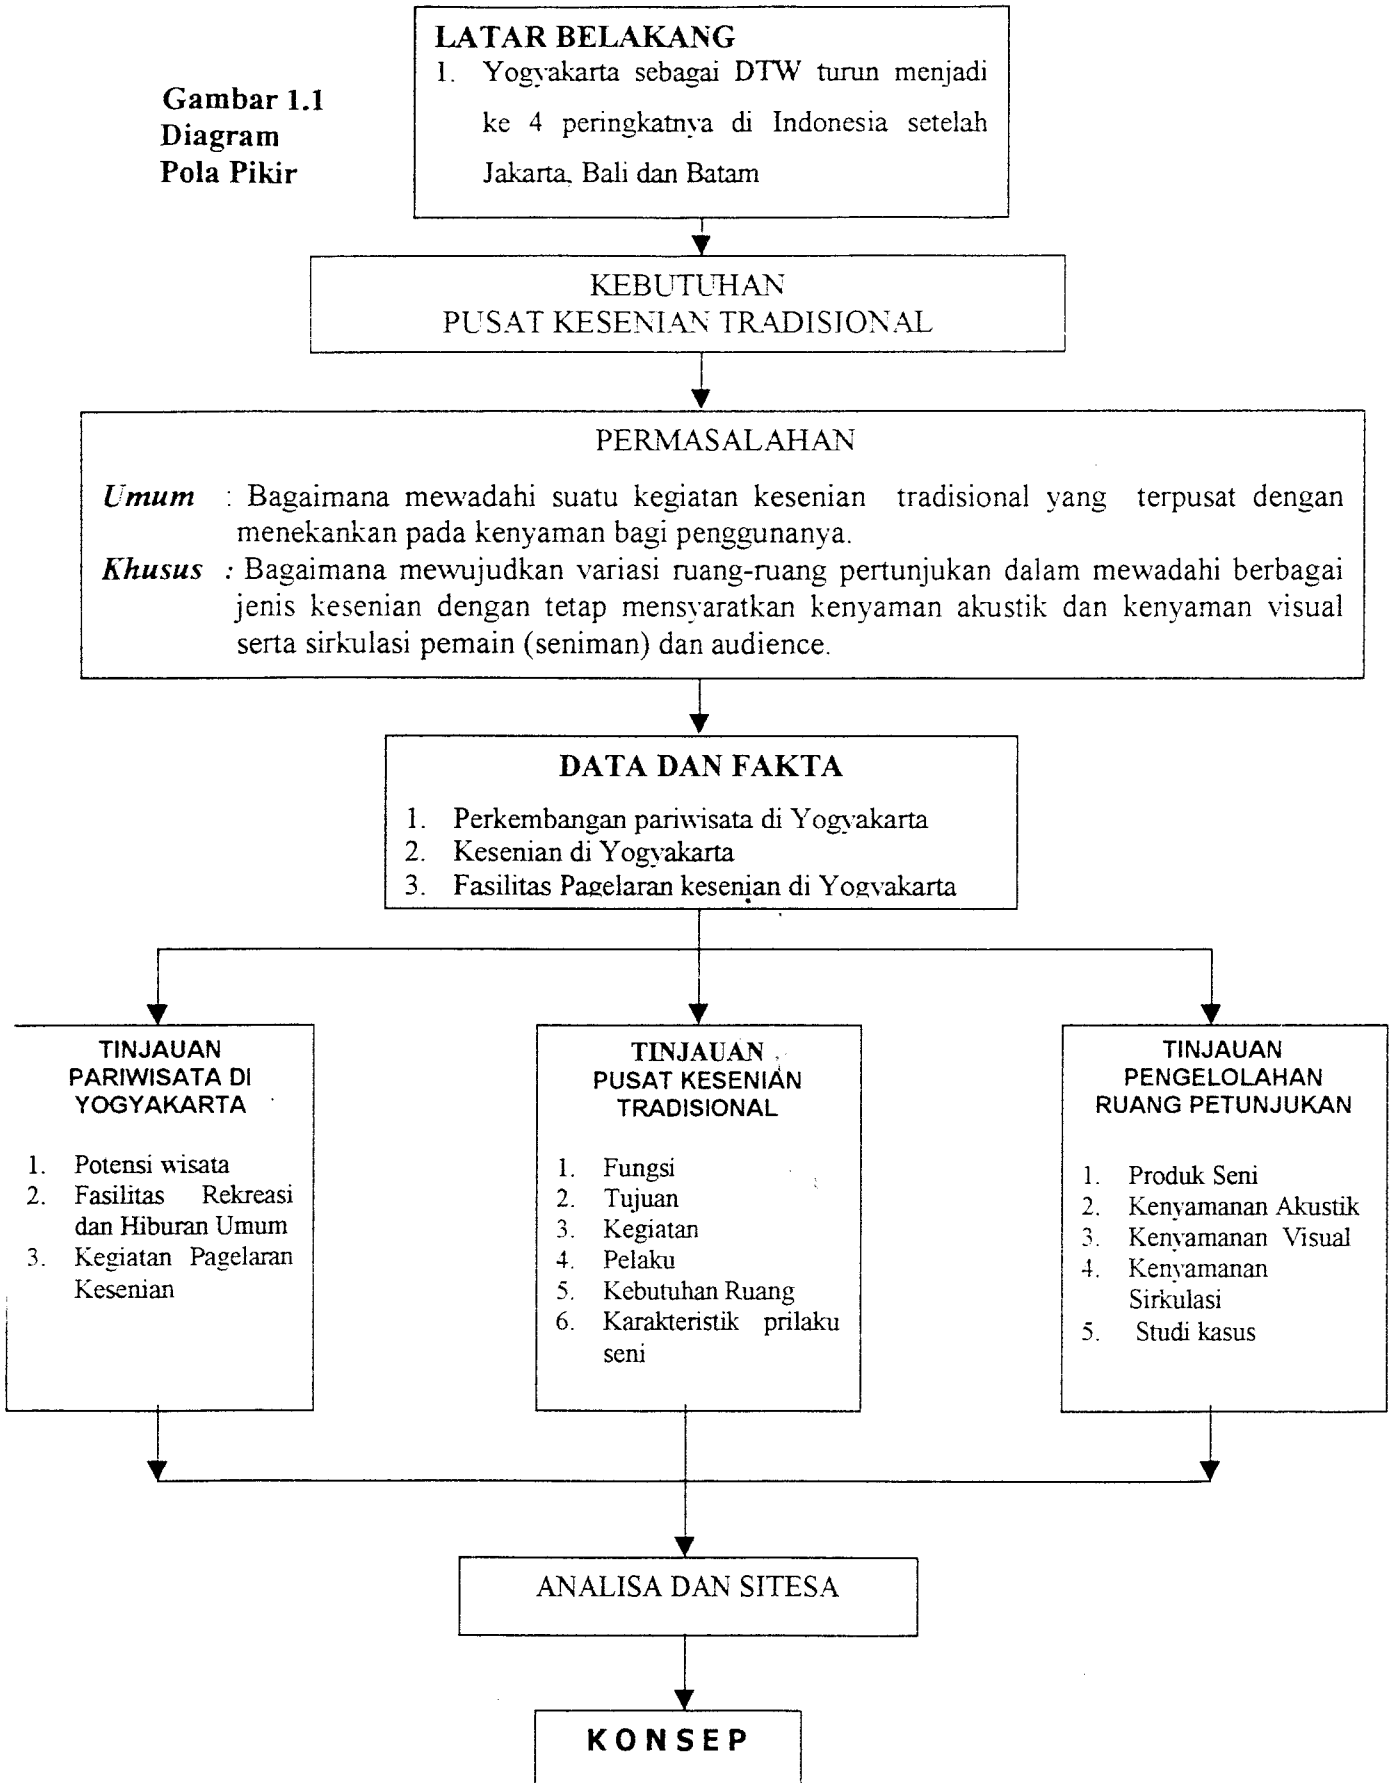 Gambar 1.1
Diagram
Pola Pikir
LATAR BELAKANG
1. Yogyakarta sebagai DTW turun menjadi
ke 4 peringkatnya di Indonesia setelah
Jakarta, Bali dan Batam
KEBUTUHAN
PUSAT KESENIAN TRADISIONAL
PERMASALAHAN
Umum : Bagaimana mewadahi suatu kegiatan kesenian tradisional yang terpusat dengan
menekankan pada kenyaman bagi penggunanya.
Khusus : Bagaimana mewujudkan variasi ruang-ruang pertunjukan dalam mewadahi berbagai
jenis kesenian dengan tetap mensyaratkan kenyaman akustik dan kenyaman visual
serta sirkulasi pemain (seniman) dan audience.
DATA DAN FAKTA
1. Perkembangan pariwisata di Yogyakarta
2. Kesenian di Yogyakarta
3. Fasilitas Pagelaran kesenian di Yogyakarta
TINJAUAN
PARIWISATA DI
YOGYAKARTA
1. Potensi wisata
2. Fasilitas Rekreasi
dan Hiburan Umum
3. Kegiatan Pagelaran
Kesenian
TINJAUAN
PUSAT KESENIAN
TRADISIONAL
1. Fungsi
2. Tujuan
3. Kegiatan
4. Pelaku
5. Kebutuhan Ruang
6. Karakteristik prilaku
seni
TINJAUAN
PENGELOLAHAN
RUANG PETUNJUKAN
1. Produk Seni
2. Kenyamanan Akustik
3. Kenyamanan Visual
4. Kenyamanan
Sirkulasi
5. Studi kasus
ANALISA DAN SITESA
KONSEP